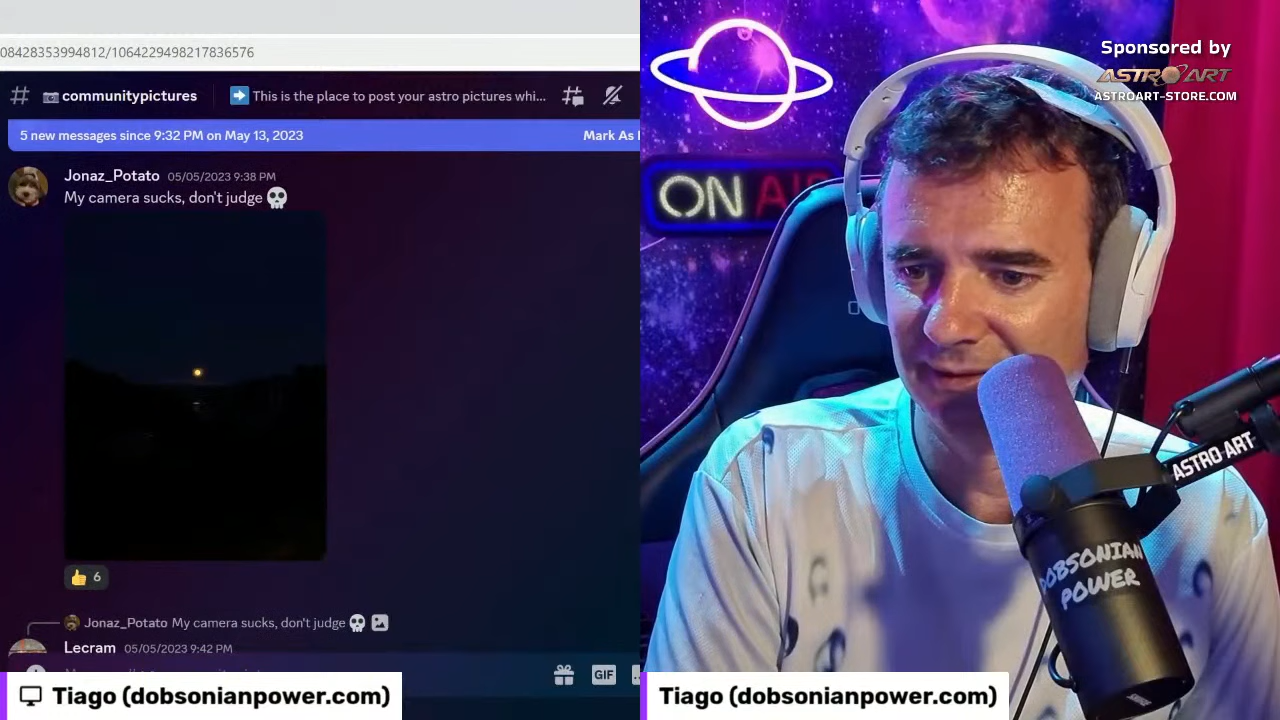 08428353994812/1064229498217836576
# communitypictures
This is the place to post your astro pictures whi...
5 new messages since 9:32 PM on May 13, 2023
Mark As
Jonaz_Potato 05/05/2023 9:38 PM
My camera sucks, don't judge
6
Jonaz_Potato My camera sucks, don't judge
Lecram 05/05/2023 9:42 PM
GIF
Tiago (dobsonianpower.com)
Sponsored by
ASTROART
ASTROART-STORE.COM
ON AIR
ASTRO ART
DOBSONIAN
POWER
Tiago (dobsonianpower.com)